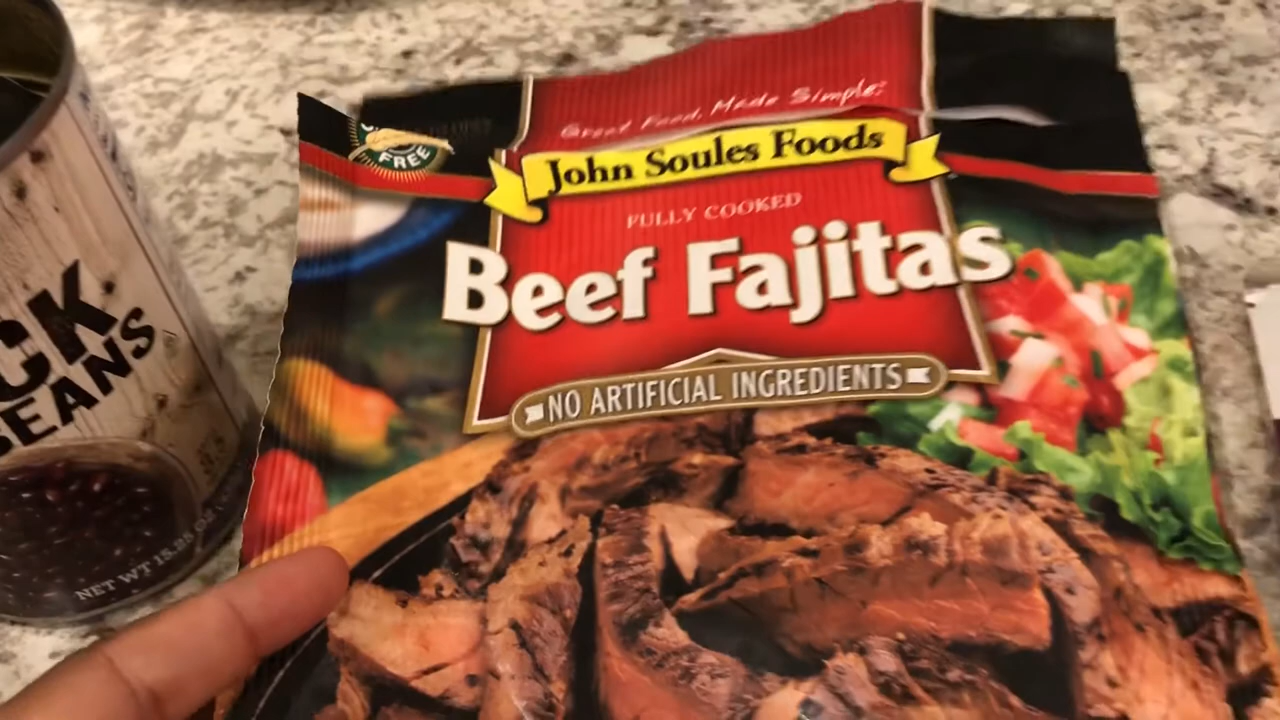 Great Food, Made Simple:
John Soules Foods
FULLY COOKED
Beef Fajitas
NO ARTIFICIAL INGREDIENTS
FREE
CK
BEANS
NET WT 15.25 OZ